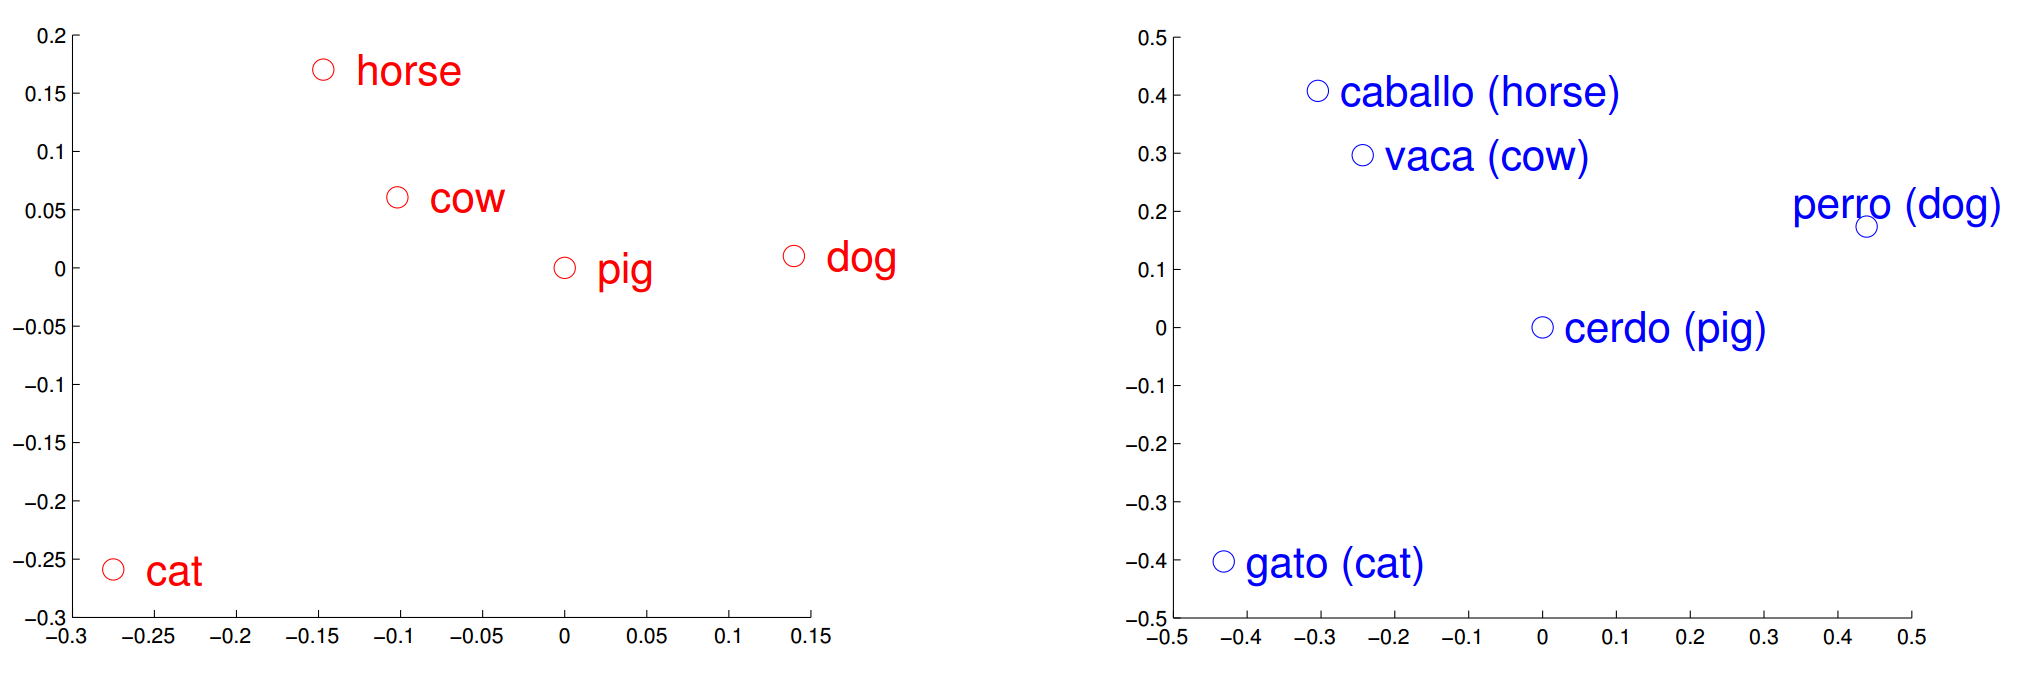 0.2
0.15
0.1
0.05
0
−0.05
−0.1
−0.15
−0.2
−0.25
−0.3
−0.3 −0.25 −0.2 −0.15 −0.1 −0.05 0 0.05 0.1 0.15
horse
cow
pig
dog
cat
0.5
0.4
0.3
0.2
0.1
0
−0.1
−0.2
−0.3
−0.4
−0.5
−0.5 −0.4 −0.3 −0.2 −0.1 0 0.1 0.2 0.3 0.4 0.5
caballo (horse)
vaca (cow)
perro (dog)
cerdo (pig)
gato (cat)